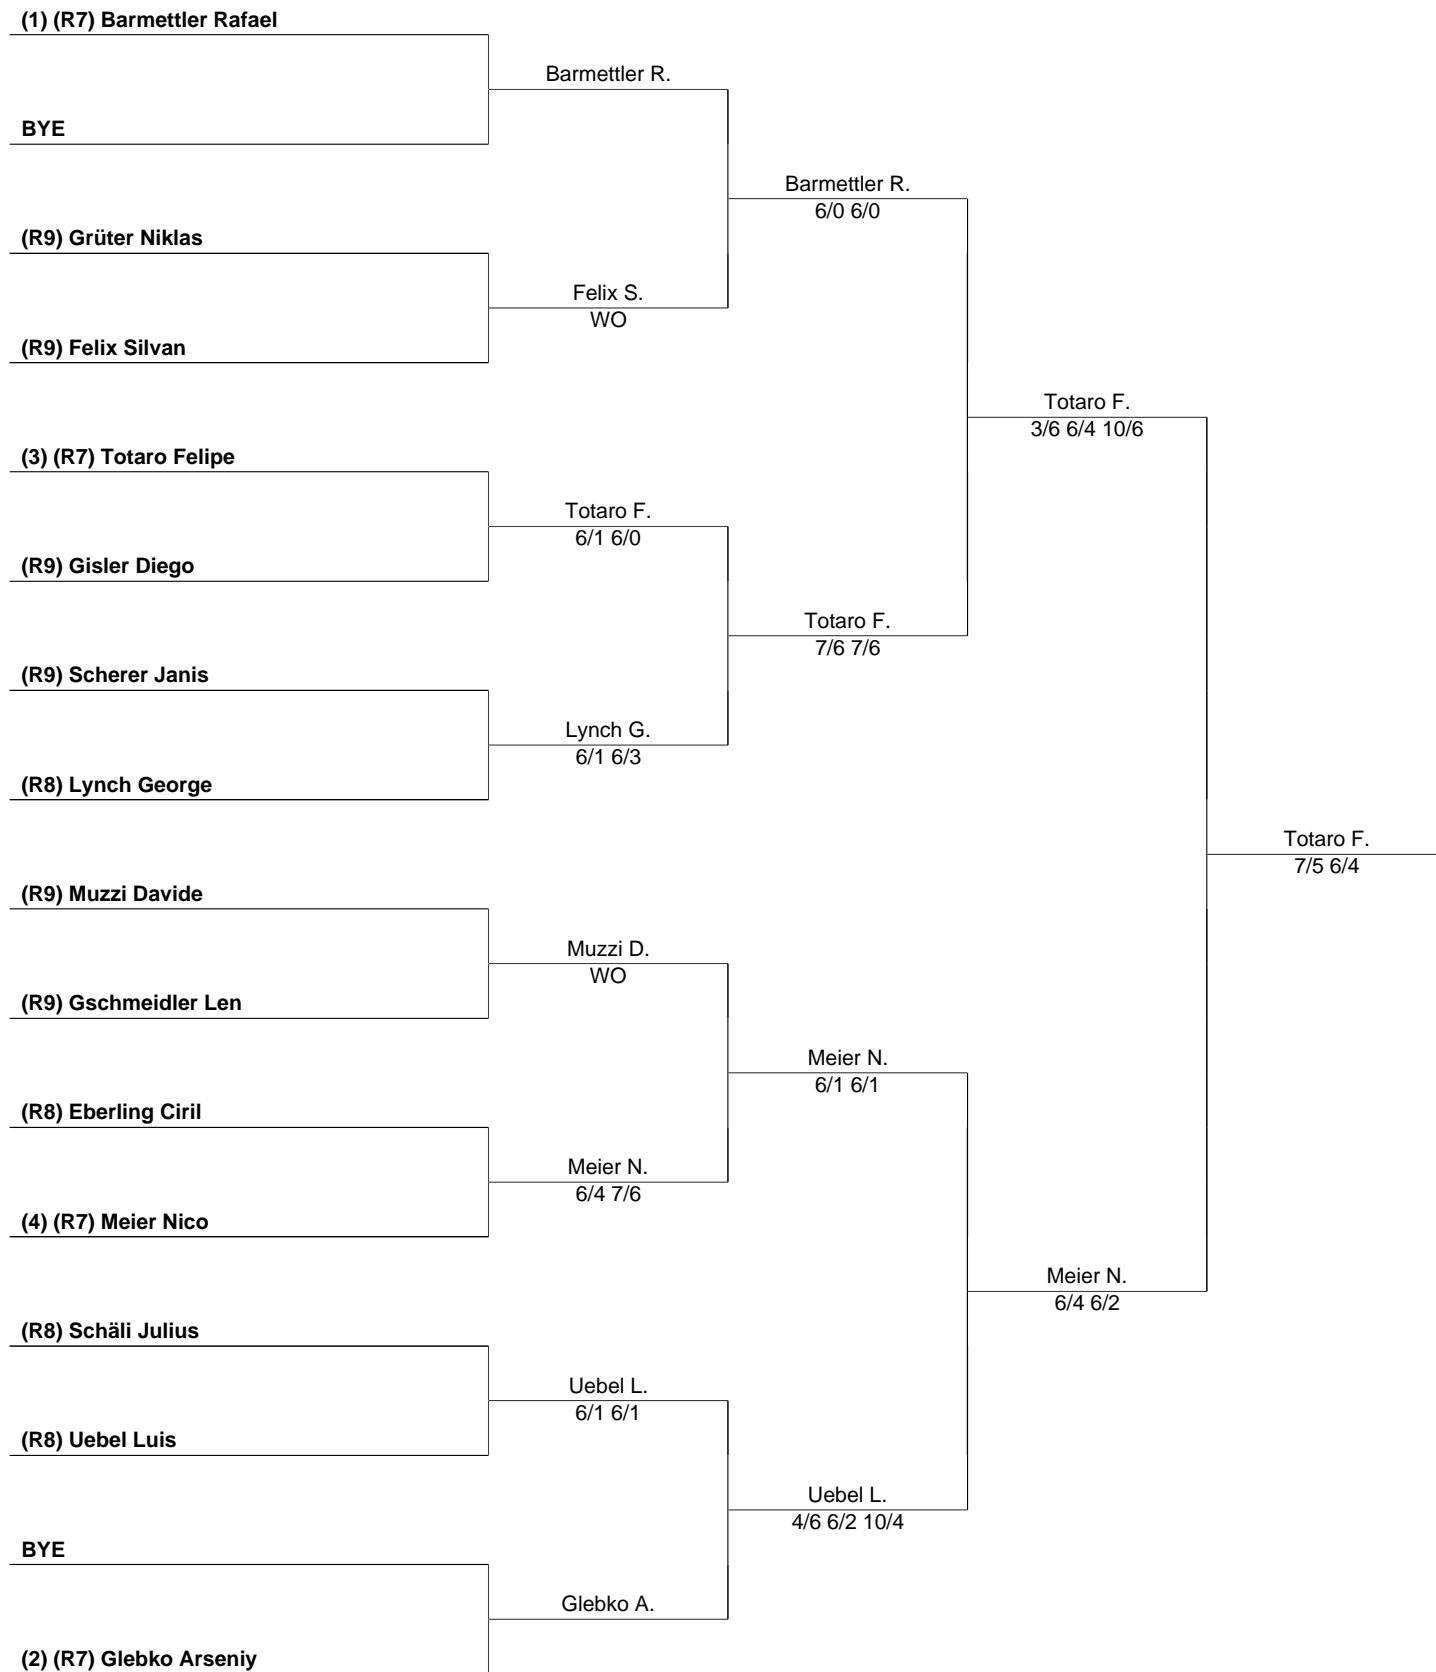 (1) (R7) Barmettler Rafael
Barmettler R.
BYE
Barmettler R.
6/0 6/0
(R9) Grüter Niklas
Felix S.
WO
(R9) Felix Silvan
Totaro F.
3/6 6/4 10/6
(3) (R7) Totaro Felipe
Totaro F.
6/1 6/0
(R9) Gisler Diego
Totaro F.
7/6 7/6
(R9) Scherer Janis
Lynch G.
6/1 6/3
(R8) Lynch George
Totaro F.
7/5 6/4
(R9) Muzzi Davide
Muzzi D.
WO
(R9) Gschmeidler Len
Meier N.
6/1 6/1
(R8) Eberling Ciril
Meier N.
6/4 7/6
(4) (R7) Meier Nico
Meier N.
6/4 6/2
(R8) Schäli Julius
Uebel L.
6/1 6/1
(R8) Uebel Luis
Uebel L.
4/6 6/2 10/4
BYE
Glebko A.
(2) (R7) Glebko Arseniy